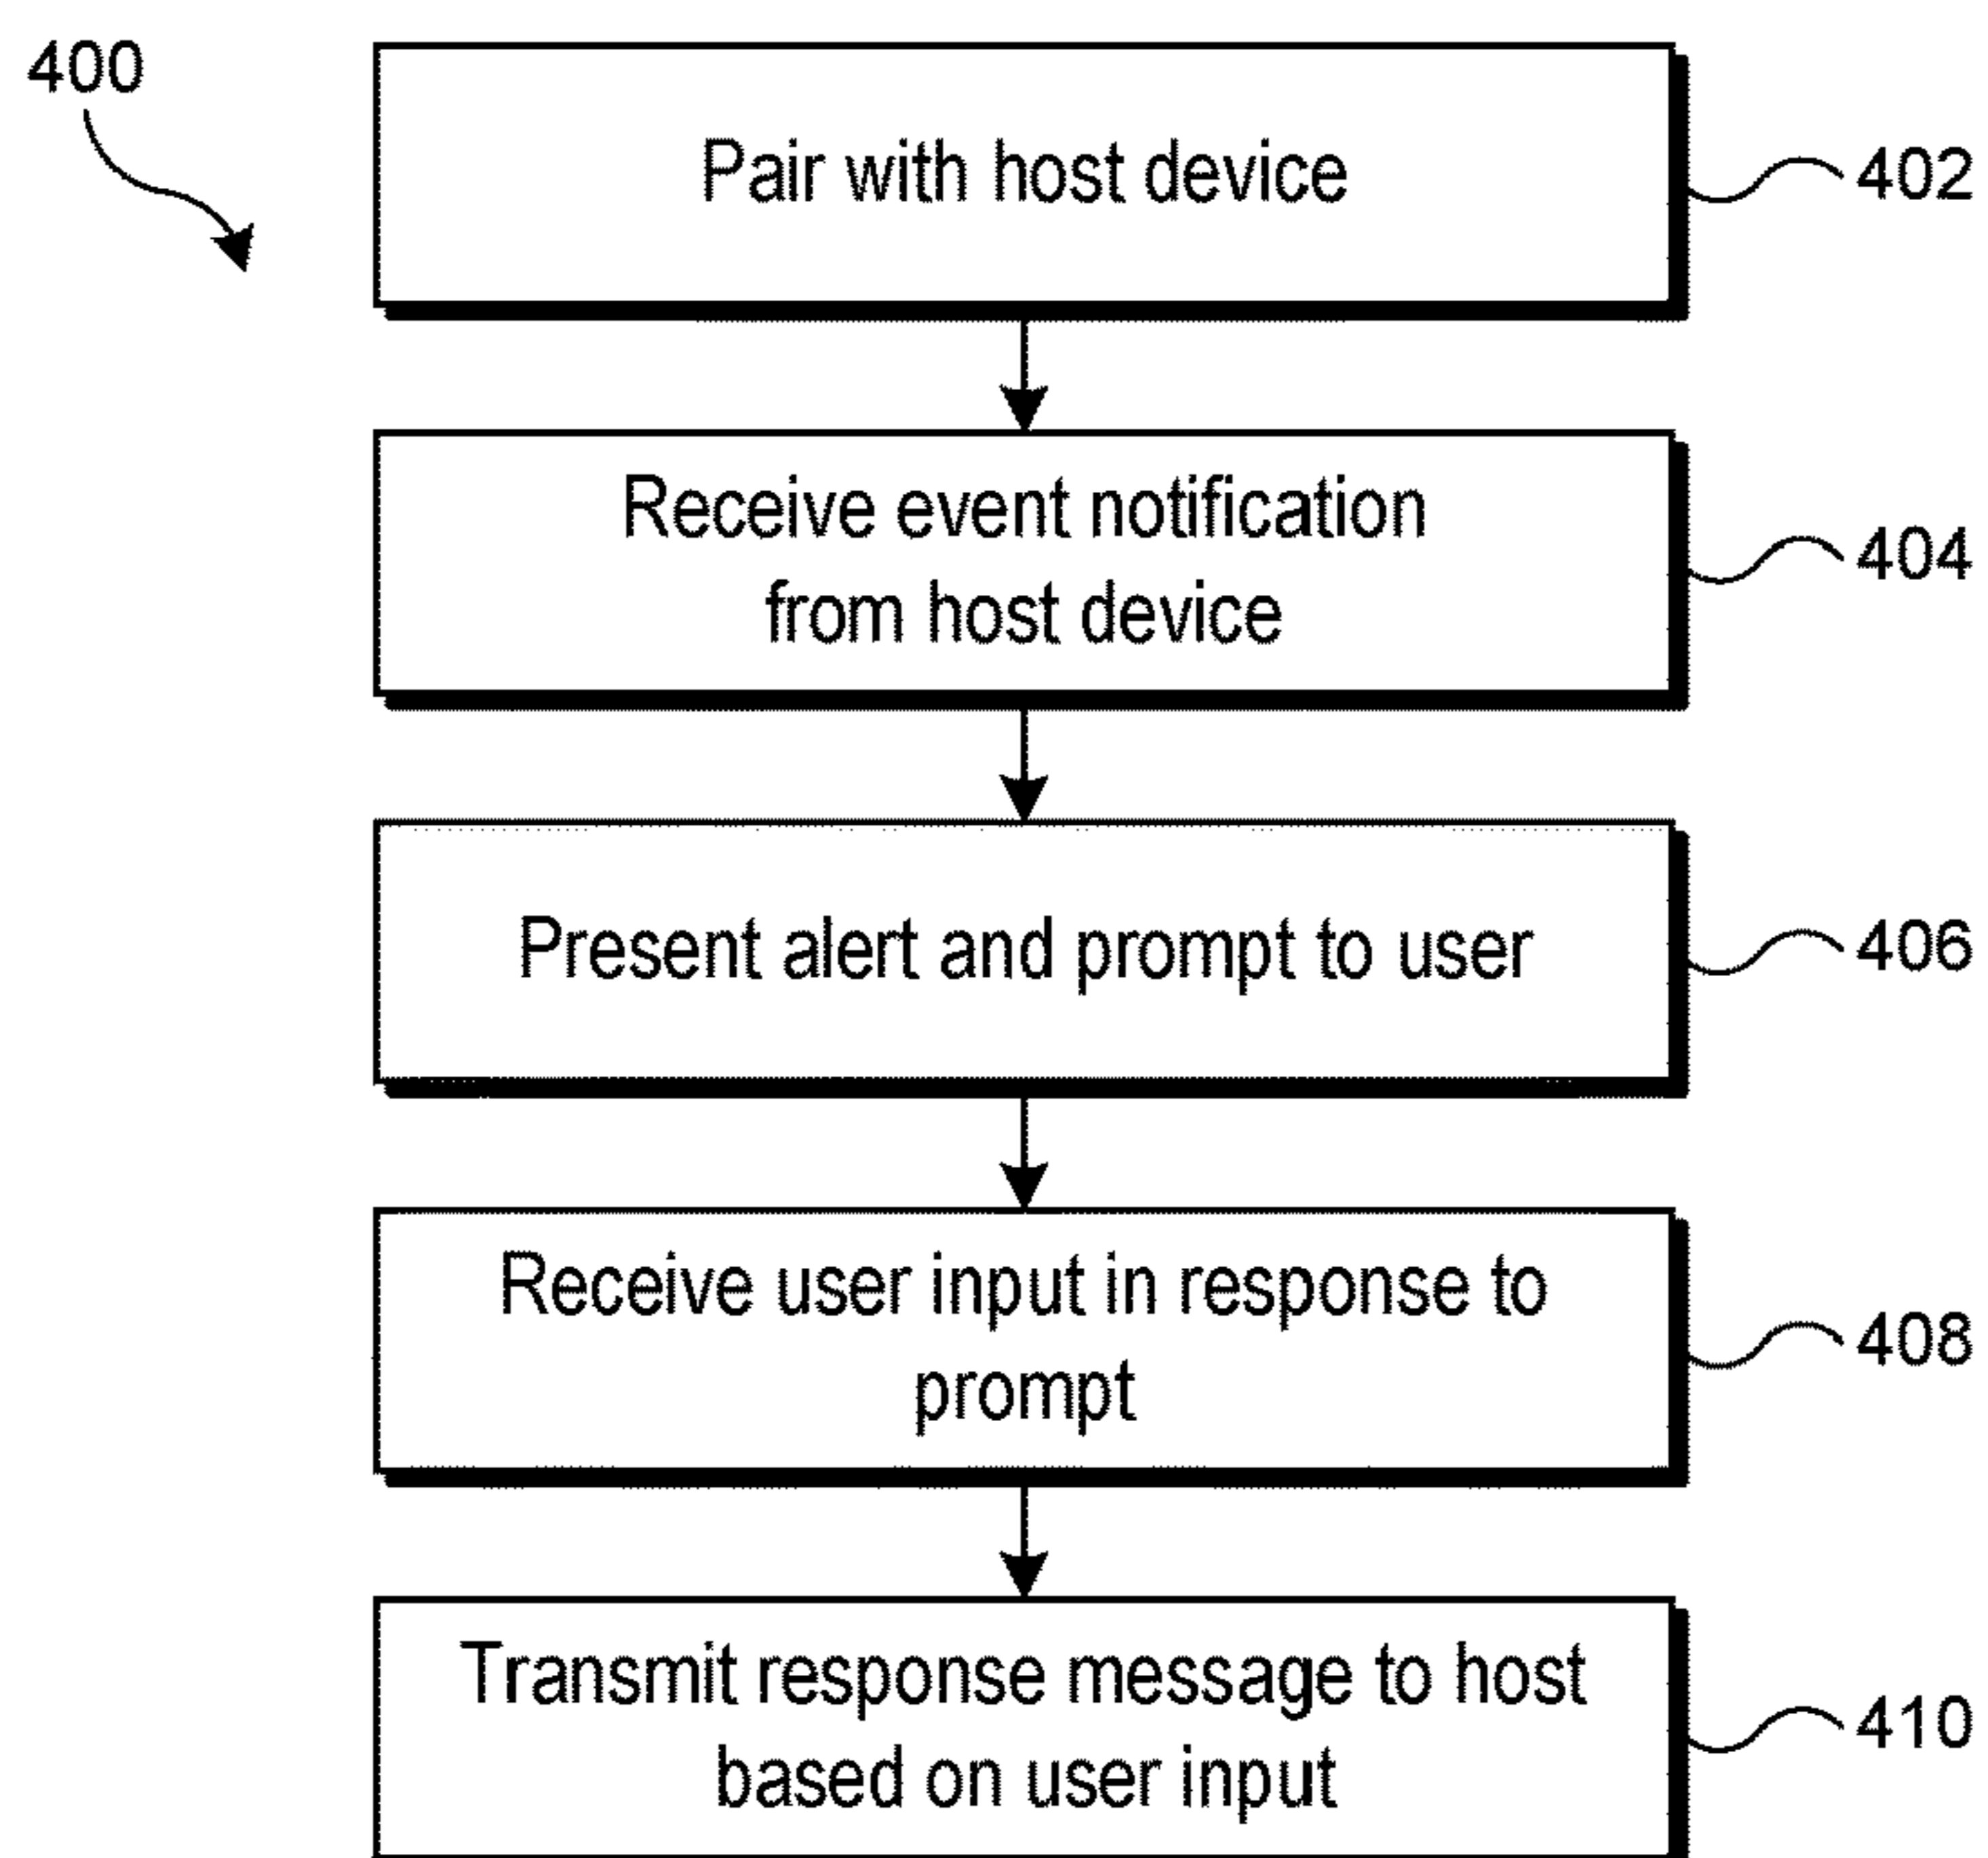 400
Pair with host device
402
Receive event notification
from host device
404
Present alert and prompt to user
406
Receive user input in response to
prompt
408
Transmit response message to host
based on user input
410